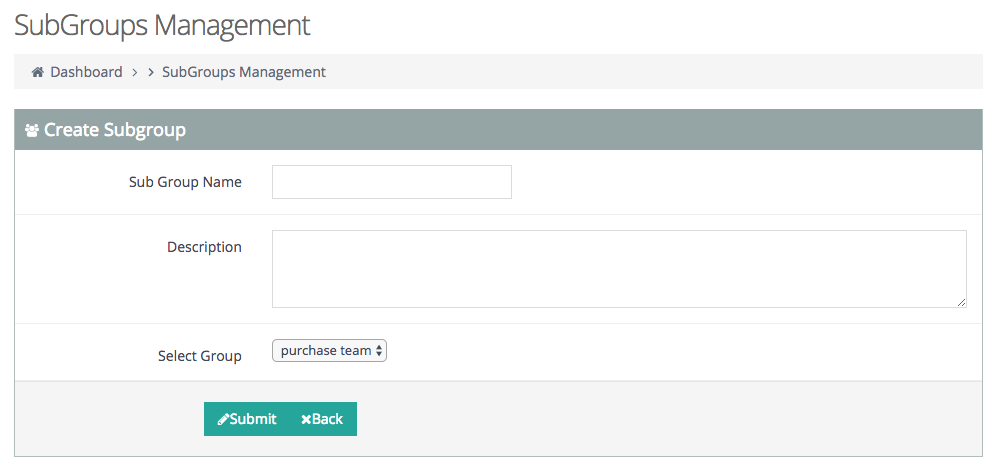 SubGroups Management
Dashboard > > SubGroups Management
Create Subgroup
Sub Group Name
Description
Select Group purchase team
Submit Back